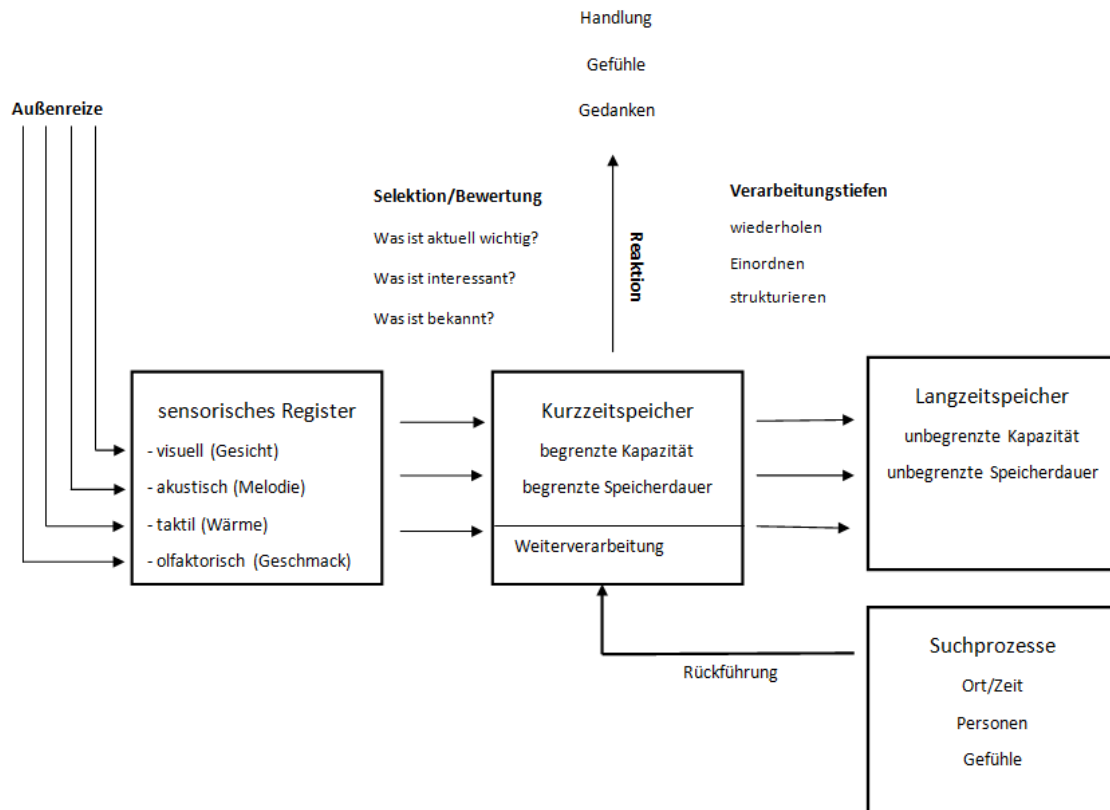 Handlung
Gefühle
Gedanken
Außenreize
Selektion/Bewertung
Was ist aktuell wichtig?
Was ist interessant?
Was ist bekannt?
Reaktion
Verarbeitungstiefen
wiederholen
Einordnen
strukturieren
sensorisches Register
- visuell (Gesicht)
- akustisch (Melodie)
- taktil (Wärme)
- olfaktorisch (Geschmack)
Kurzzeitspeicher
begrenzte Kapazität
begrenzte Speicherdauer
Weiterverarbeitung
Langzeitspeicher
unbegrenzte Kapazität
unbegrenzte Speicherdauer
Rückführung
Suchprozesse
Ort/Zeit
Personen
Gefühle